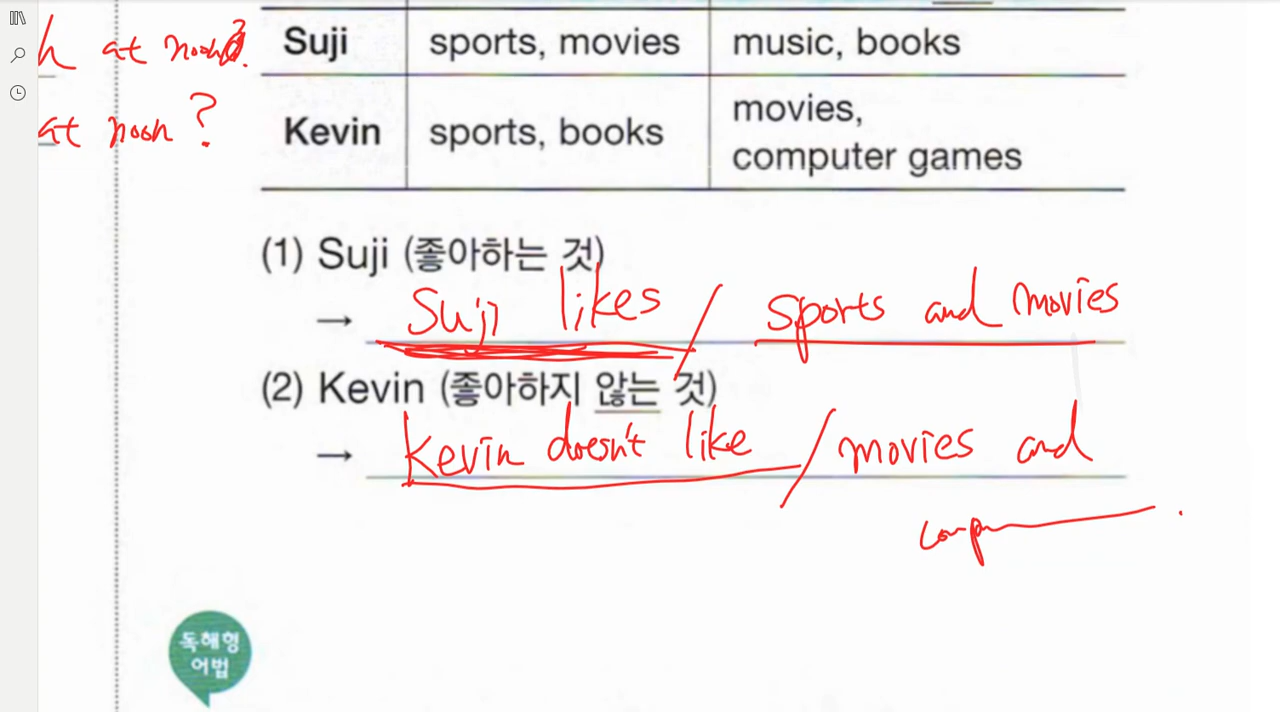 h at noon?
at noon?
Suji sports, movies music, books
Kevin sports, books movies,
computer games
(1) Suji (좋아하는 것)
→ Suji likes / sports and movies
(2) Kevin (좋아하지 않는 것)
→ Kevin doesn't like / movies and
comp .
독해형
어법